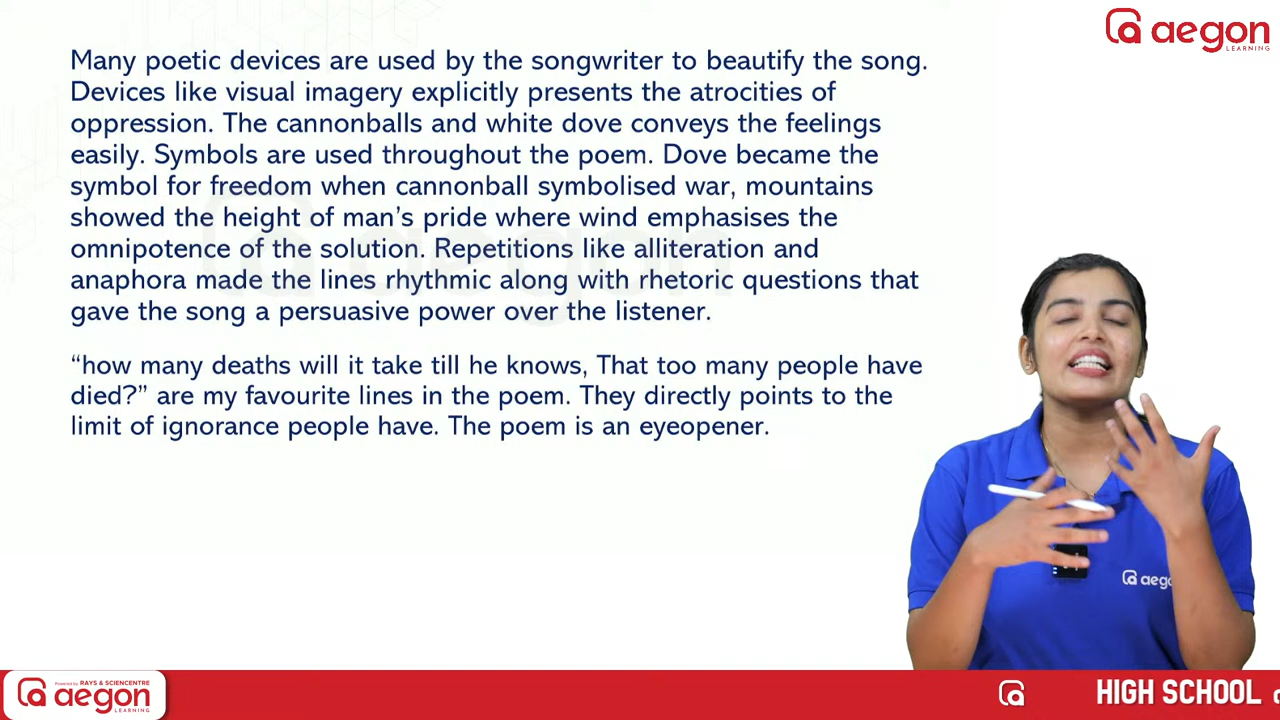 aegon
LEARNING
Many poetic devices are used by the songwriter to beautify the song.
Devices like visual imagery explicitly presents the atrocities of
oppression. The cannonballs and white dove conveys the feelings
easily. Symbols are used throughout the poem. Dove became the
symbol for freedom when cannonball symbolised war, mountains
showed the height of man’s pride where wind emphasises the
omnipotence of the solution. Repetitions like alliteration and
anaphora made the lines rhythmic along with rhetoric questions that
gave the song a persuasive power over the listener.
“how many deaths will it take till he knows, That too many people have
died?” are my favourite lines in the poem. They directly points to the
limit of ignorance people have. The poem is an eyeopener.
aego
Powered by RAYS & SCIENCENTRE
aegon
LEARNING
HIGH SCHOOL